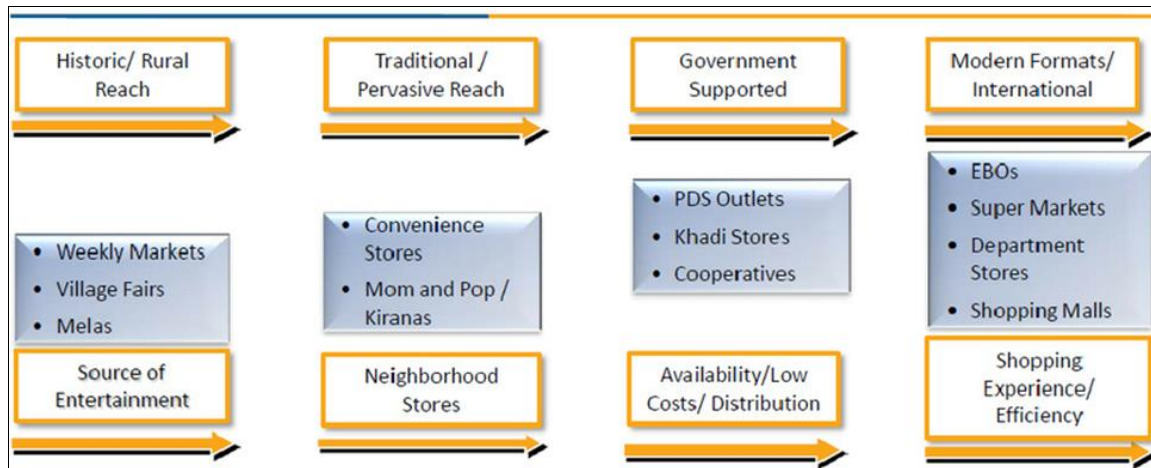 Historic/ Rural
Reach
Traditional /
Pervasive Reach
Government
Supported
Modern Formats/
International
• Weekly Markets
• Village Fairs
• Melas
• Convenience
Stores
• Mom and Pop /
Kiranas
• PDS Outlets
• Khadi Stores
• Cooperatives
• EBOs
• Super Markets
• Department
Stores
• Shopping Malls
Source of
Entertainment
Neighborhood
Stores
Availability/Low
Costs/ Distribution
Shopping
Experience/
Efficiency